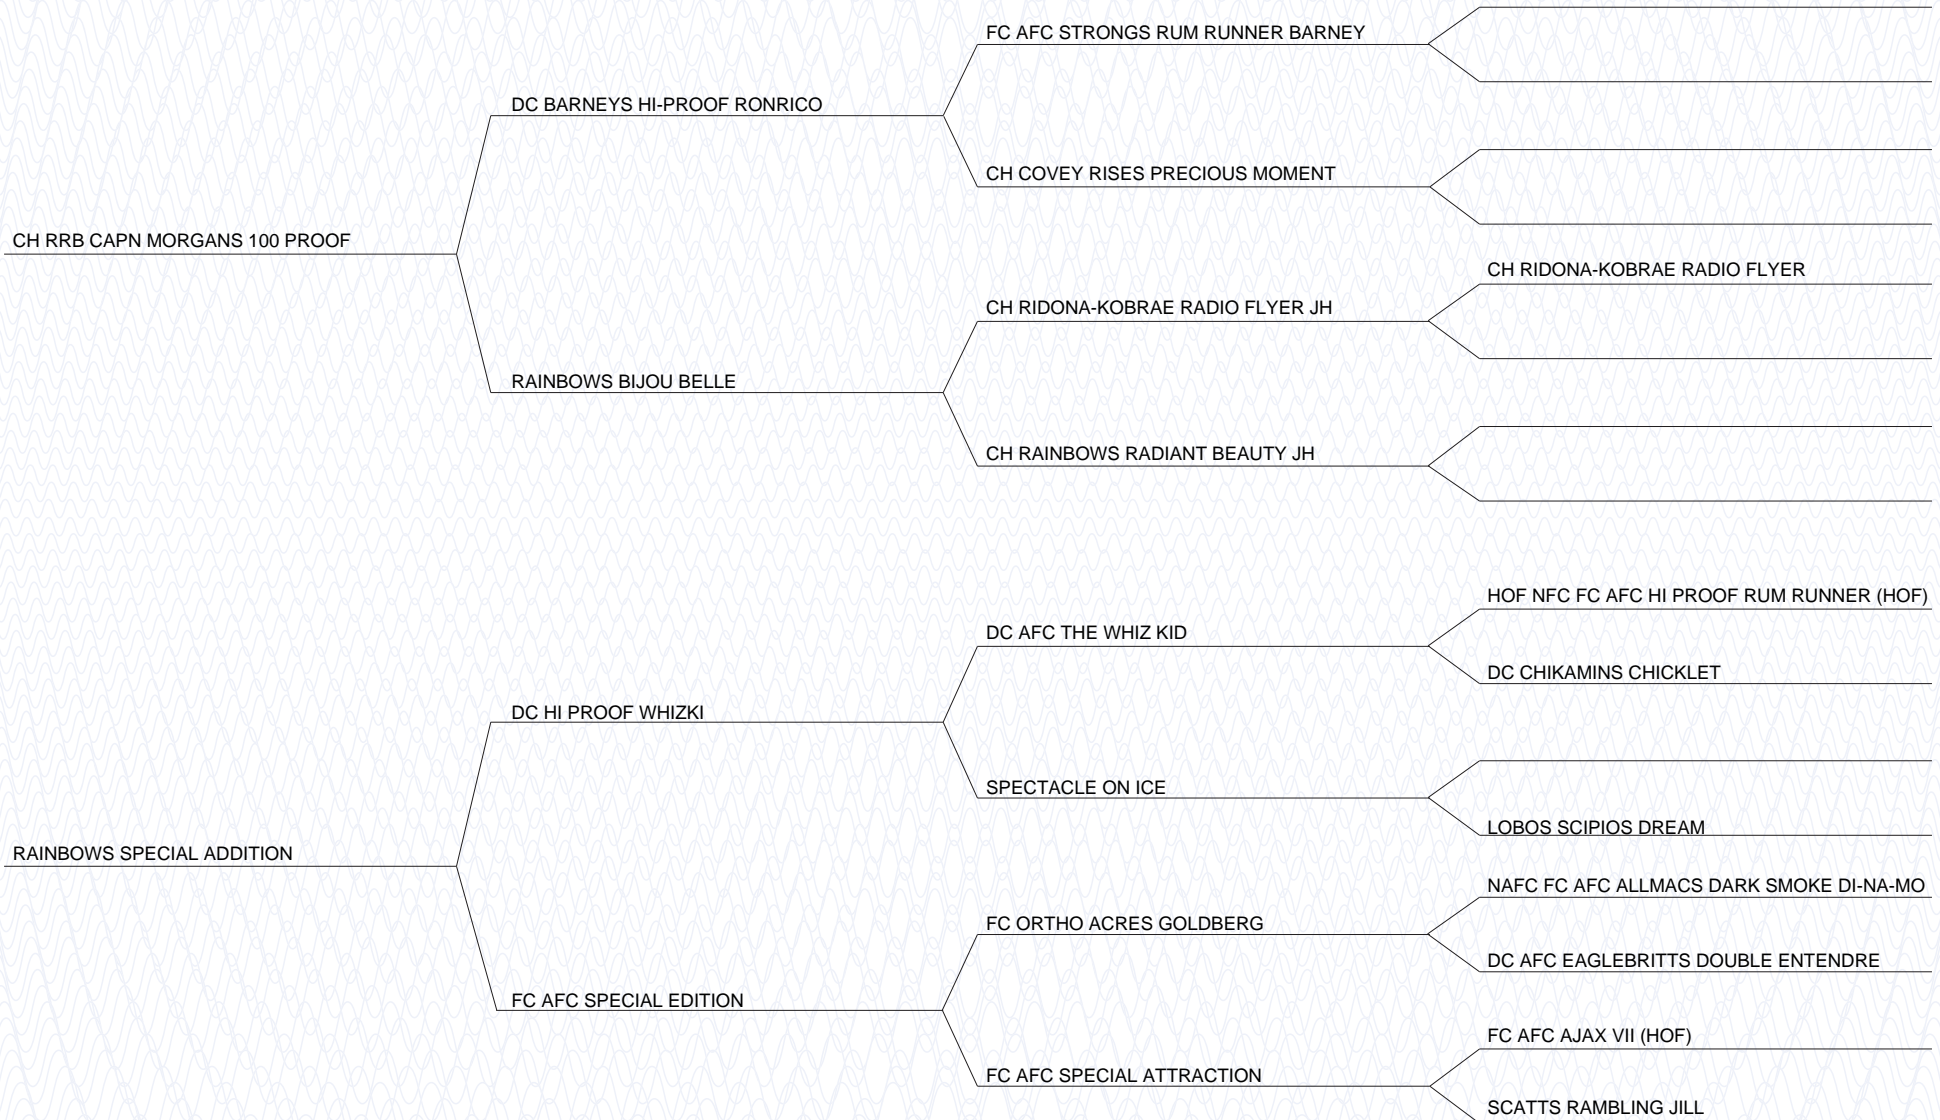 FC AFC STRONGS RUM RUNNER BARNEY
DC BARNEYS HI-PROOF RONRICO
CH COVEY RISES PRECIOUS MOMENT
CH RRB CAPN MORGANS 100 PROOF
CH RIDONA-KOBRAE RADIO FLYER
CH RIDONA-KOBRAE RADIO FLYER JH
RAINBOWS BIJOU BELLE
CH RAINBOWS RADIANT BEAUTY JH
HOF NFC FC AFC HI PROOF RUM RUNNER (HOF)
DC AFC THE WHIZ KID
DC CHIKAMINS CHICKLET
DC HI PROOF WHIZKI
SPECTACLE ON ICE
LOBOS SCIPIOS DREAM
RAINBOWS SPECIAL ADDITION
NAFC FC AFC ALLMACS DARK SMOKE DI-NA-MO
FC ORTHO ACRES GOLDBERG
DC AFC EAGLEBRITTS DOUBLE ENTENDRE
FC AFC SPECIAL EDITION
FC AFC AJAX VII (HOF)
FC AFC SPECIAL ATTRACTION
SCATTS RAMBLING JILL